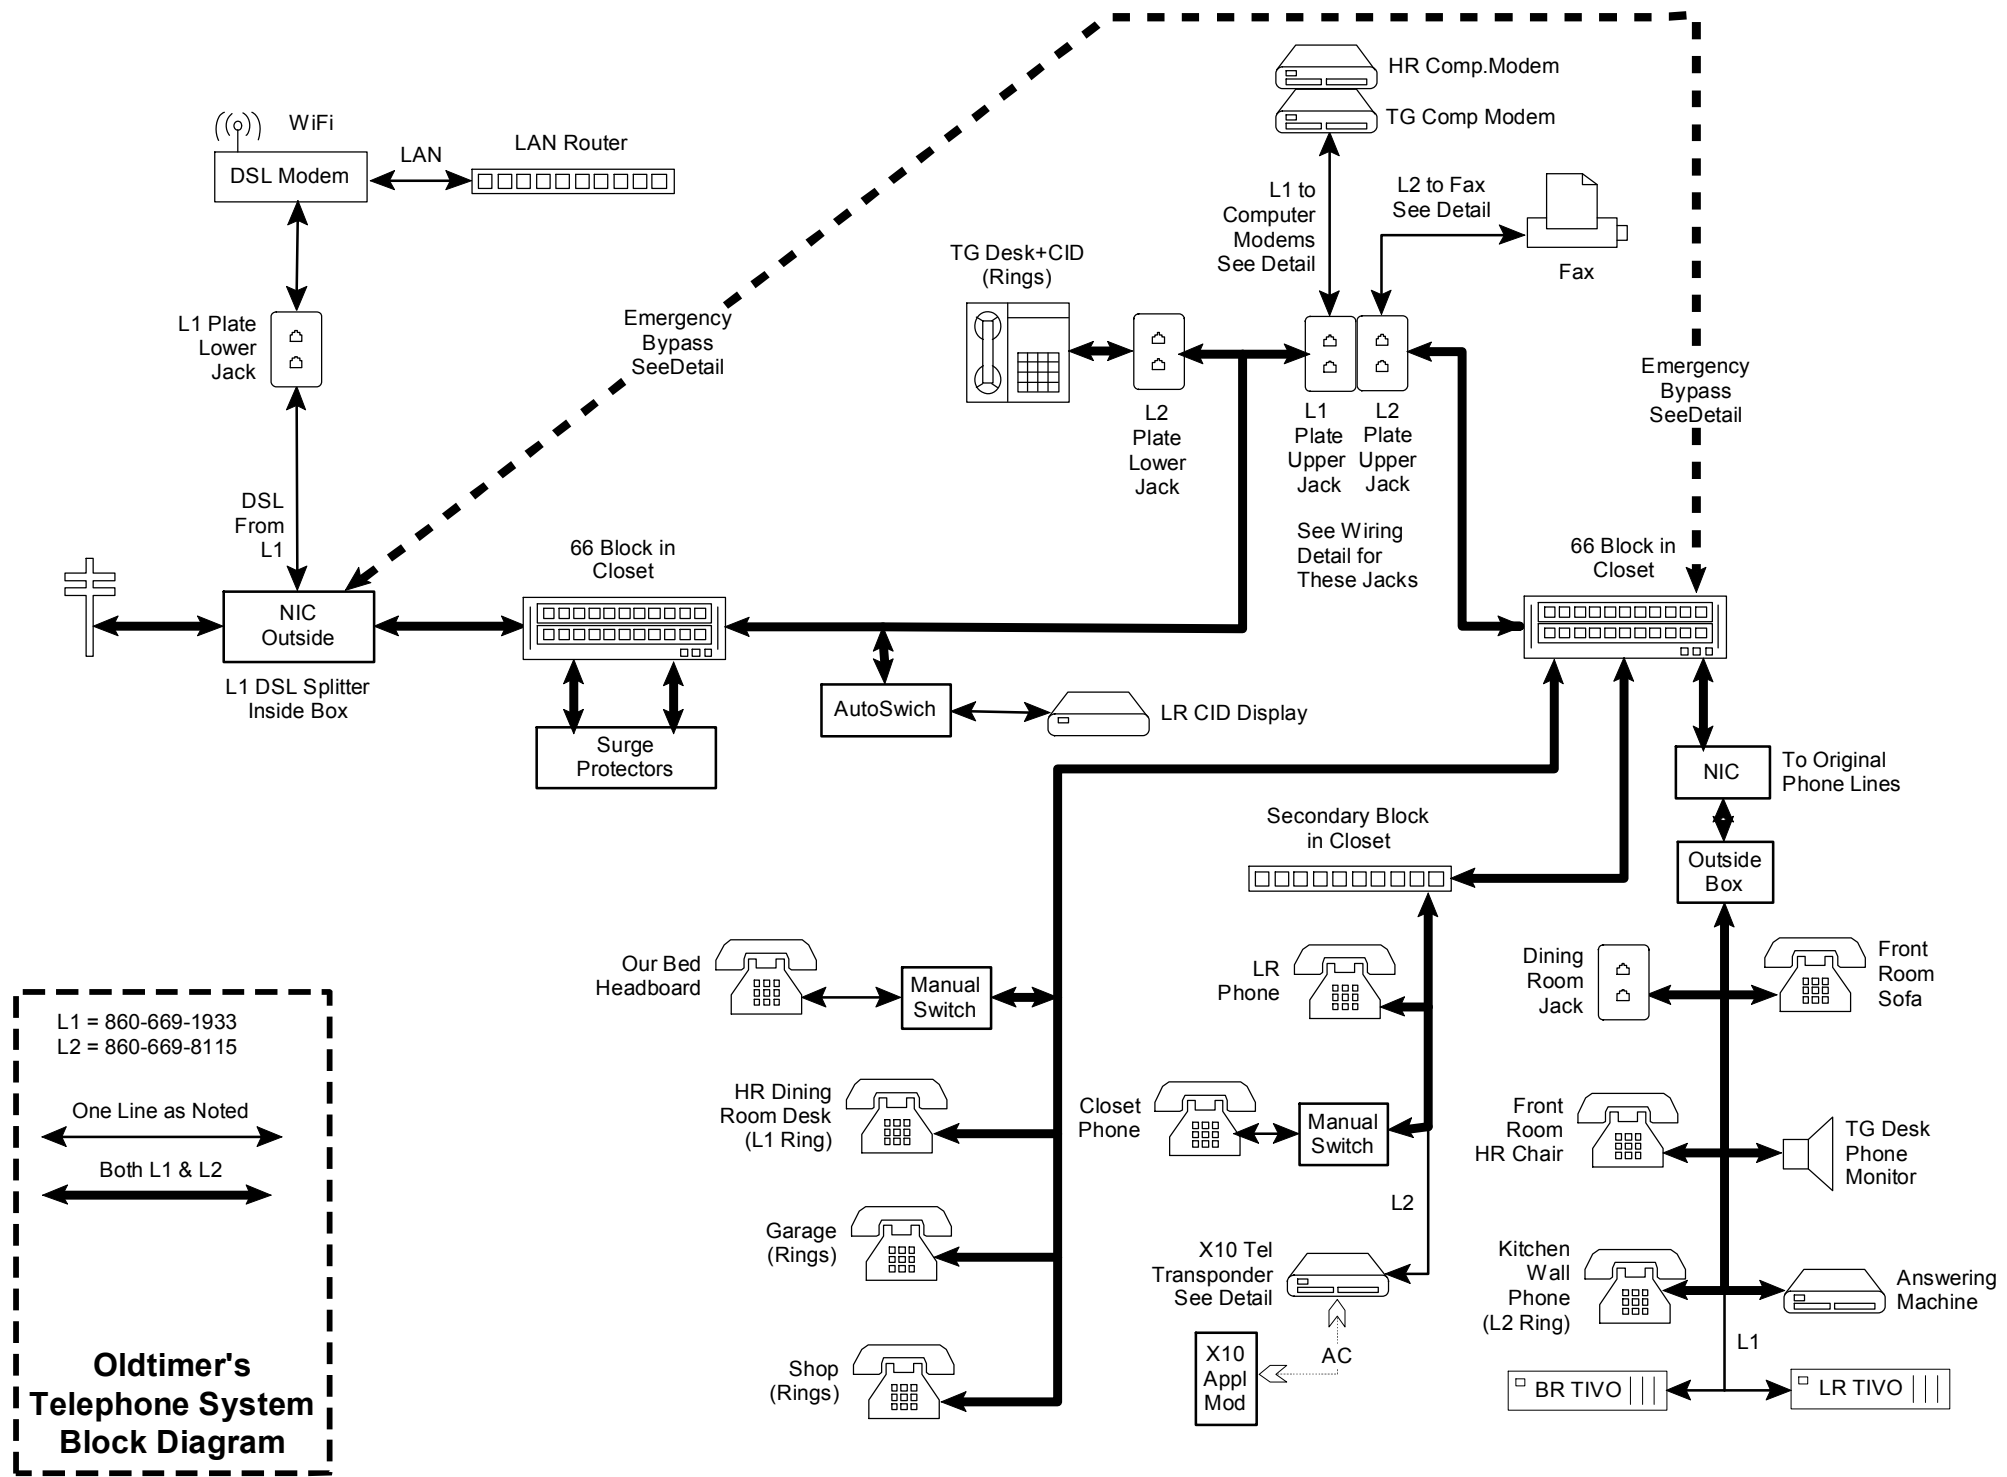 HR Comp.Modem
TG Comp Modem
WiFi
DSL Modem
LAN
LAN Router
L1 to
Computer
Modems
See Detail
L2 to Fax
See Detail
Fax
TG Desk+CID
(Rings)
L1 Plate
Lower
Jack
Emergency
Bypass
SeeDetail
Emergency
Bypass
SeeDetail
L2
Plate
Lower
Jack
L1
Plate
Upper
Jack
L2
Plate
Upper
Jack
See Wiring
Detail for
These Jacks
DSL
From
L1
NIC
Outside
L1 DSL Splitter
Inside Box
66 Block in
Closet
Surge
Protectors
AutoSwich
LR CID Display
66 Block in
Closet
NIC
To Original
Phone Lines
Outside
Box
Secondary Block
in Closet
Our Bed
Headboard
Manual
Switch
HR Dining
Room Desk
(L1 Ring)
Garage
(Rings)
Shop
(Rings)
LR
Phone
Closet
Phone
Manual
Switch
L2
X10 Tel
Transponder
See Detail
AC
X10
Appl
Mod
Dining
Room
Jack
Front
Room
Sofa
Front
Room
HR Chair
TG Desk
Phone
Monitor
Kitchen
Wall
Phone
(L2 Ring)
Answering
Machine
L1
BR TIVO
LR TIVO
L1 = 860-669-1933
L2 = 860-669-8115
One Line as Noted
Both L1 & L2
Oldtimer's
Telephone System
Block Diagram